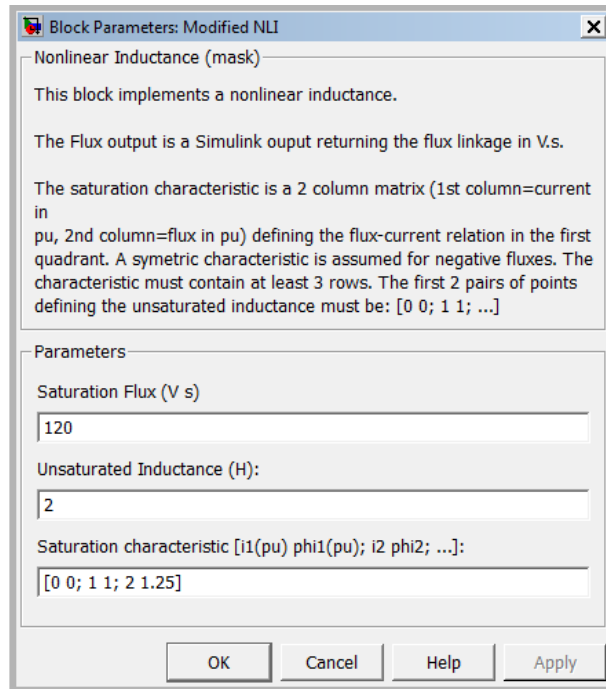 Block Parameters: Modified NLI
Nonlinear Inductance (mask)
This block implements a nonlinear inductance.
The Flux output is a Simulink ouput returning the flux linkage in V.s.
The saturation characteristic is a 2 column matrix (1st column=current
in
pu, 2nd column=flux in pu) defining the flux-current relation in the first
quadrant. A symetric characteristic is assumed for negative fluxes. The
characteristic must contain at least 3 rows. The first 2 pairs of points
defining the unsaturated inductance must be: [0 0; 1 1; ...]
Parameters
Saturation Flux (V s)
120
Unsaturated Inductance (H):
2
Saturation characteristic [i1(pu) phi1(pu); i2 phi2; ...]:
[0 0; 1 1; 2 1.25]
OK Cancel Help Apply